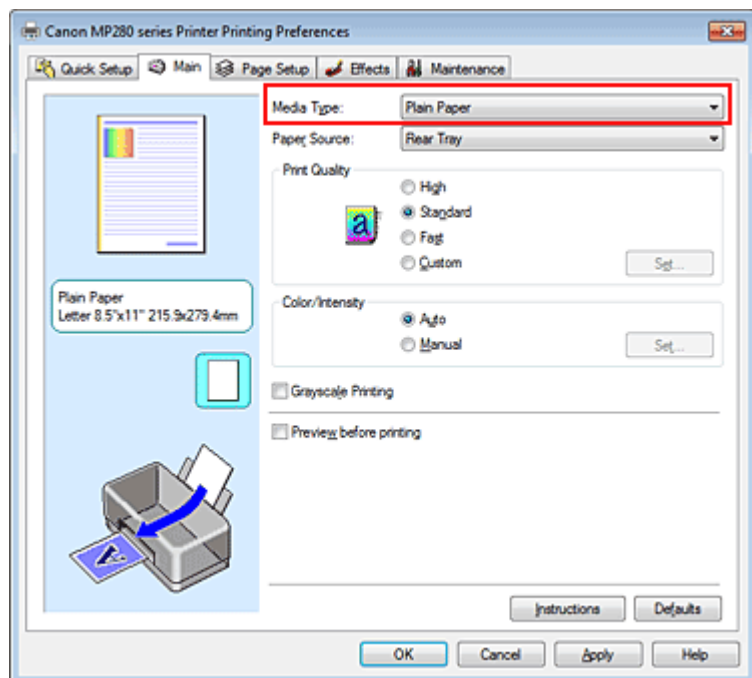 Canon MP280 series Printer Printing Preferences
Quick Setup Main Page Setup Effects Maintenance
Media Type: Plain Paper
Paper Source: Rear Tray
Print Quality
High
a Standard
Fast
Custom Set...
Plain Paper
Letter 8.5"x11" 215.9x279.4mm
Color/Intensity
Auto
Manual Set...
Grayscale Printing
Preview before printing
A
Instructions Defaults
OK Cancel Apply Help